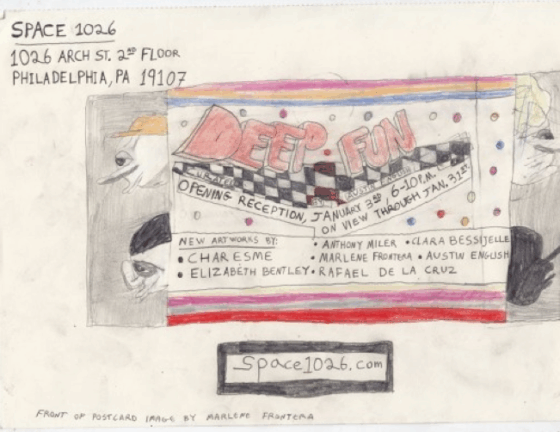 SPACE 1026
1026 ARCH ST. 2ND FLOOR
PHILADELPHIA, PA 19107
DEEP FUN
CURATED
OPENING RECEPTION, JANUARY 3RD, 6-10P.M.
ON VIEW THROUGH JAN. 31ST
NEW ARTWORKS BY:
• CHAR ESME
• ELIZABETH BENTLEY
• ANTHONY MILER • CLARA BESSIJELLE
• MARLENE FRONTERA • AUSTIN ENGLISH
• RAFAEL DE LA CRUZ
Space1026.com
FRONT OF POSTCARD IMAGE BY MARLENE FRONTERA